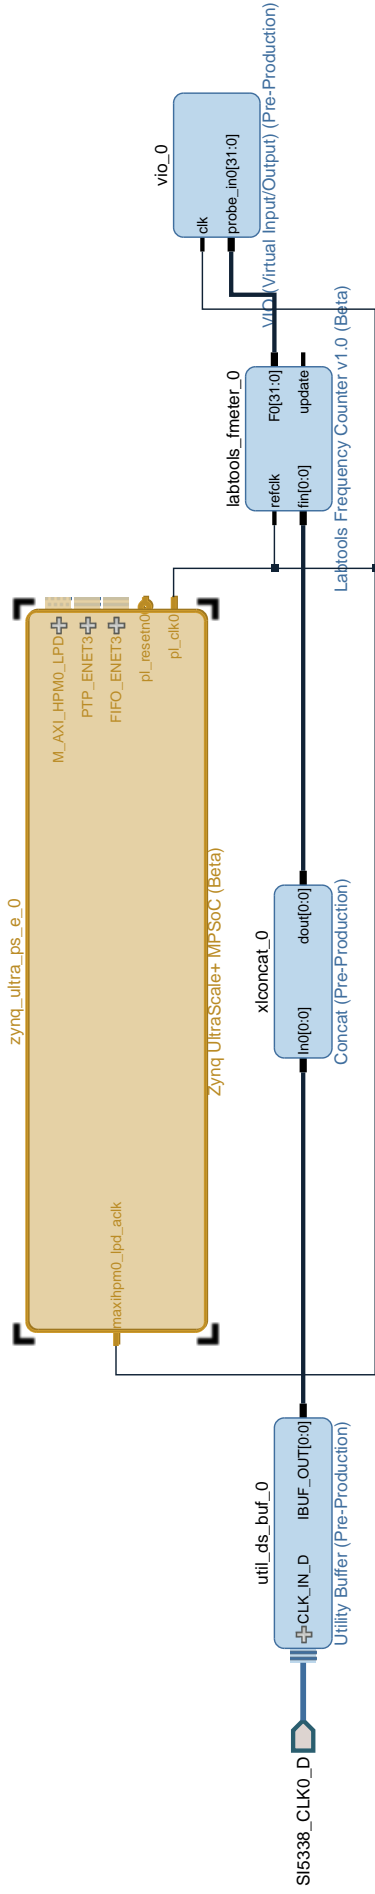 zynq_ultra_ps_e_0
maxihpm0_lpd_aclk
M_AXI_HPM0_LPD
PTP_ENET3
FIFO_ENET3
pl_resetn0
pl_clk0
Zynq UltraScale+ MPSoC (Beta)
SI5338_CLK0_D
util_ds_buf_0
CLK_IN_D
IBUF_OUT[0:0]
Utility Buffer (Pre-Production)
xlconcat_0
In0[0:0]
dout[0:0]
Concat (Pre-Production)
labtools_fmeter_0
refclk
fin[0:0]
F0[31:0]
update
Labtools Frequency Counter v1.0 (Beta)
vio_0
clk
probe_in0[31:0]
VIO (Virtual Input/Output) (Pre-Production)